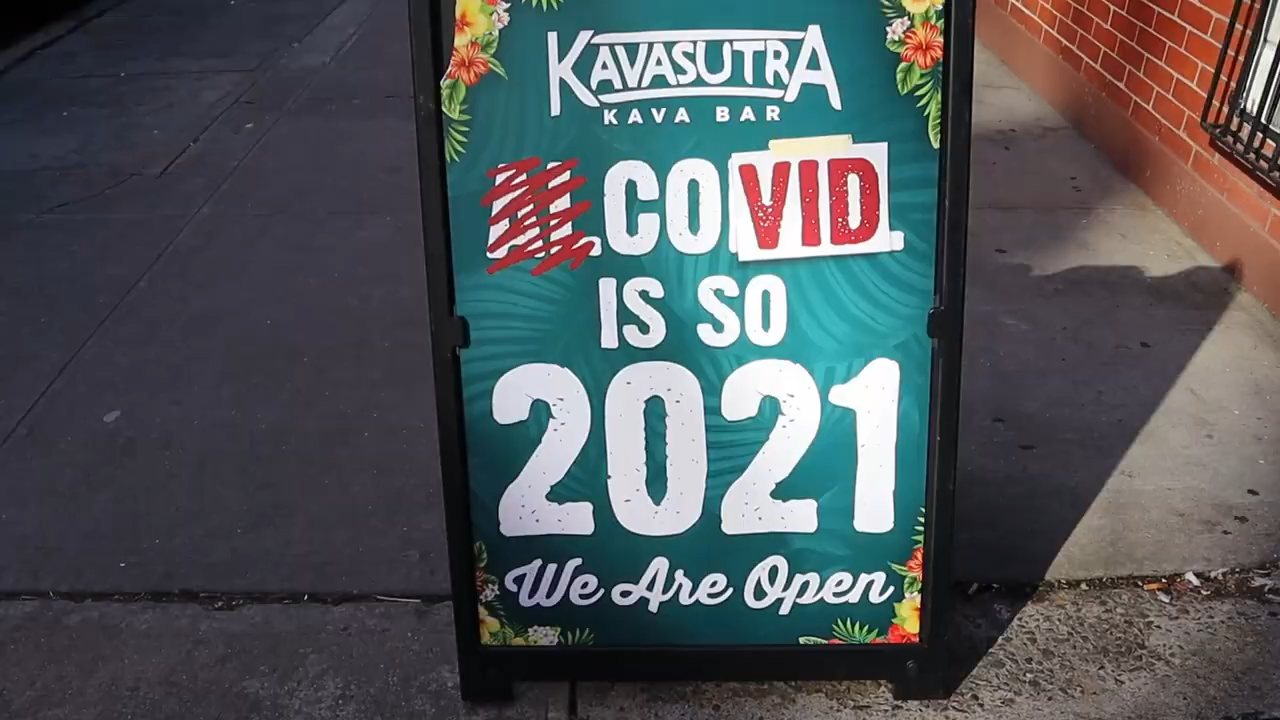 KAVASUTRA
KAVA BAR
COVID.
IS SO
2021
We Are Open